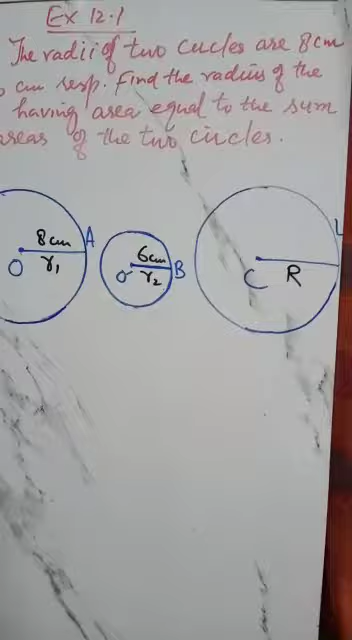 Ex 12.1
The radii of two circles are 8cm
cm resp. Find the radius of the
having area equal to the sum
areas of the two circles.
8cm A
O r₁
6cm
O' r₂ B
C R